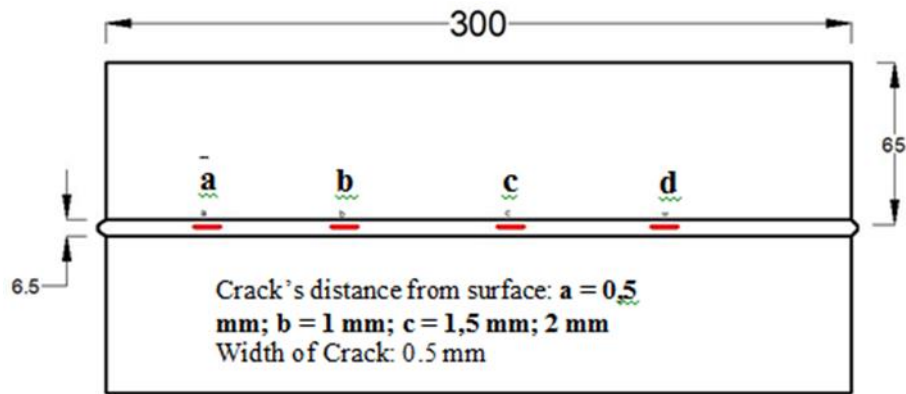 300
65
a b c d
a b c
6.5
Crack's distance from surface: a = 0,5
mm; b = 1 mm; c = 1,5 mm; 2 mm
Width of Crack: 0.5 mm